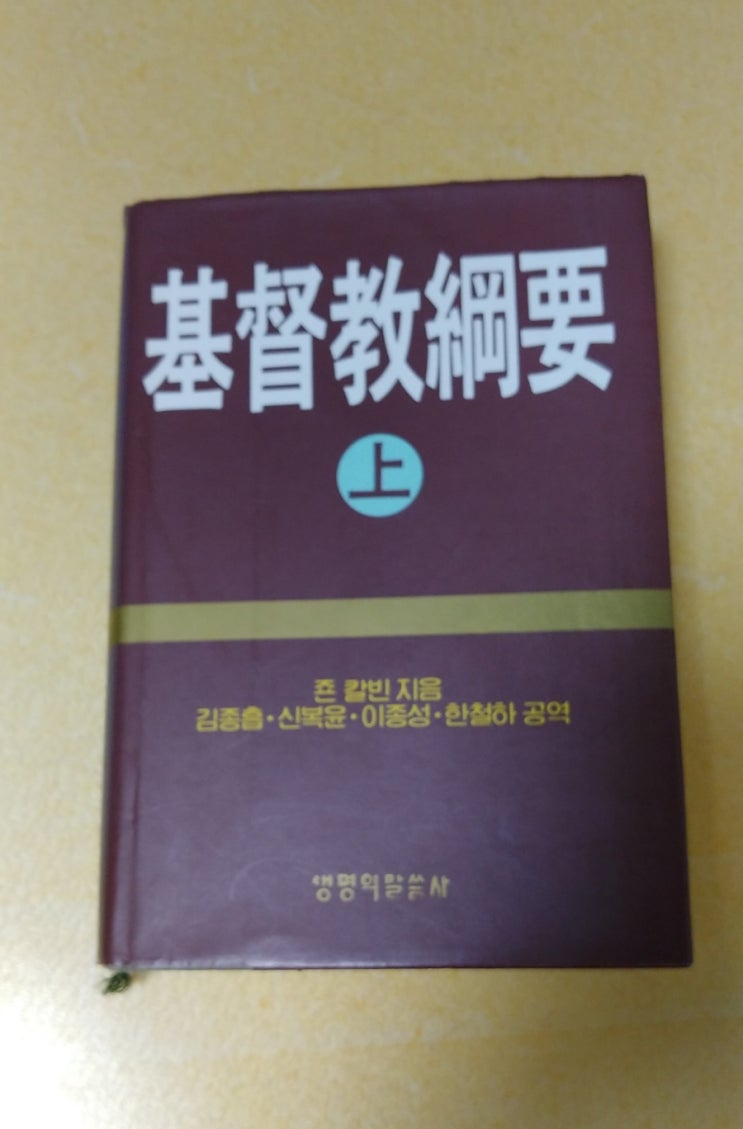 基督教綱要
上
죤 칼빈 지음
김종흡·신복윤·이종성·한철하 공역
생명의말씀사